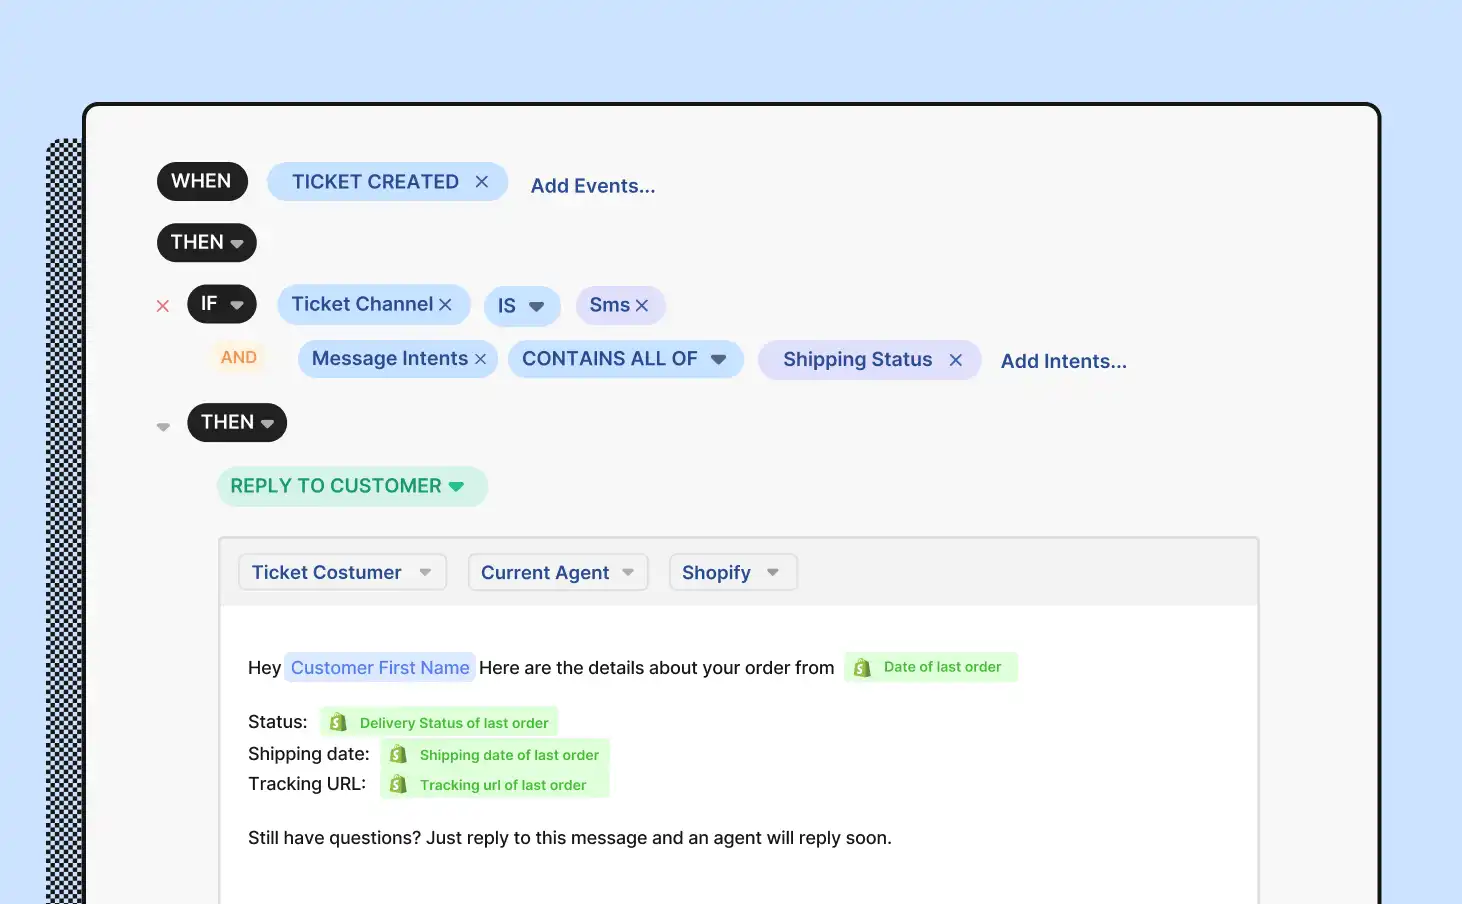 WHEN TICKET CREATED × Add Events...
THEN
× IF Ticket Channel × IS Sms ×
AND Message Intents × CONTAINS ALL OF Shipping Status × Add Intents...
THEN
REPLY TO CUSTOMER
Ticket Costumer Current Agent Shopify
Hey Customer First Name Here are the details about your order from Date of last order
Status: Delivery Status of last order
Shipping date: Shipping date of last order
Tracking URL: Tracking url of last order
Still have questions? Just reply to this message and an agent will reply soon.